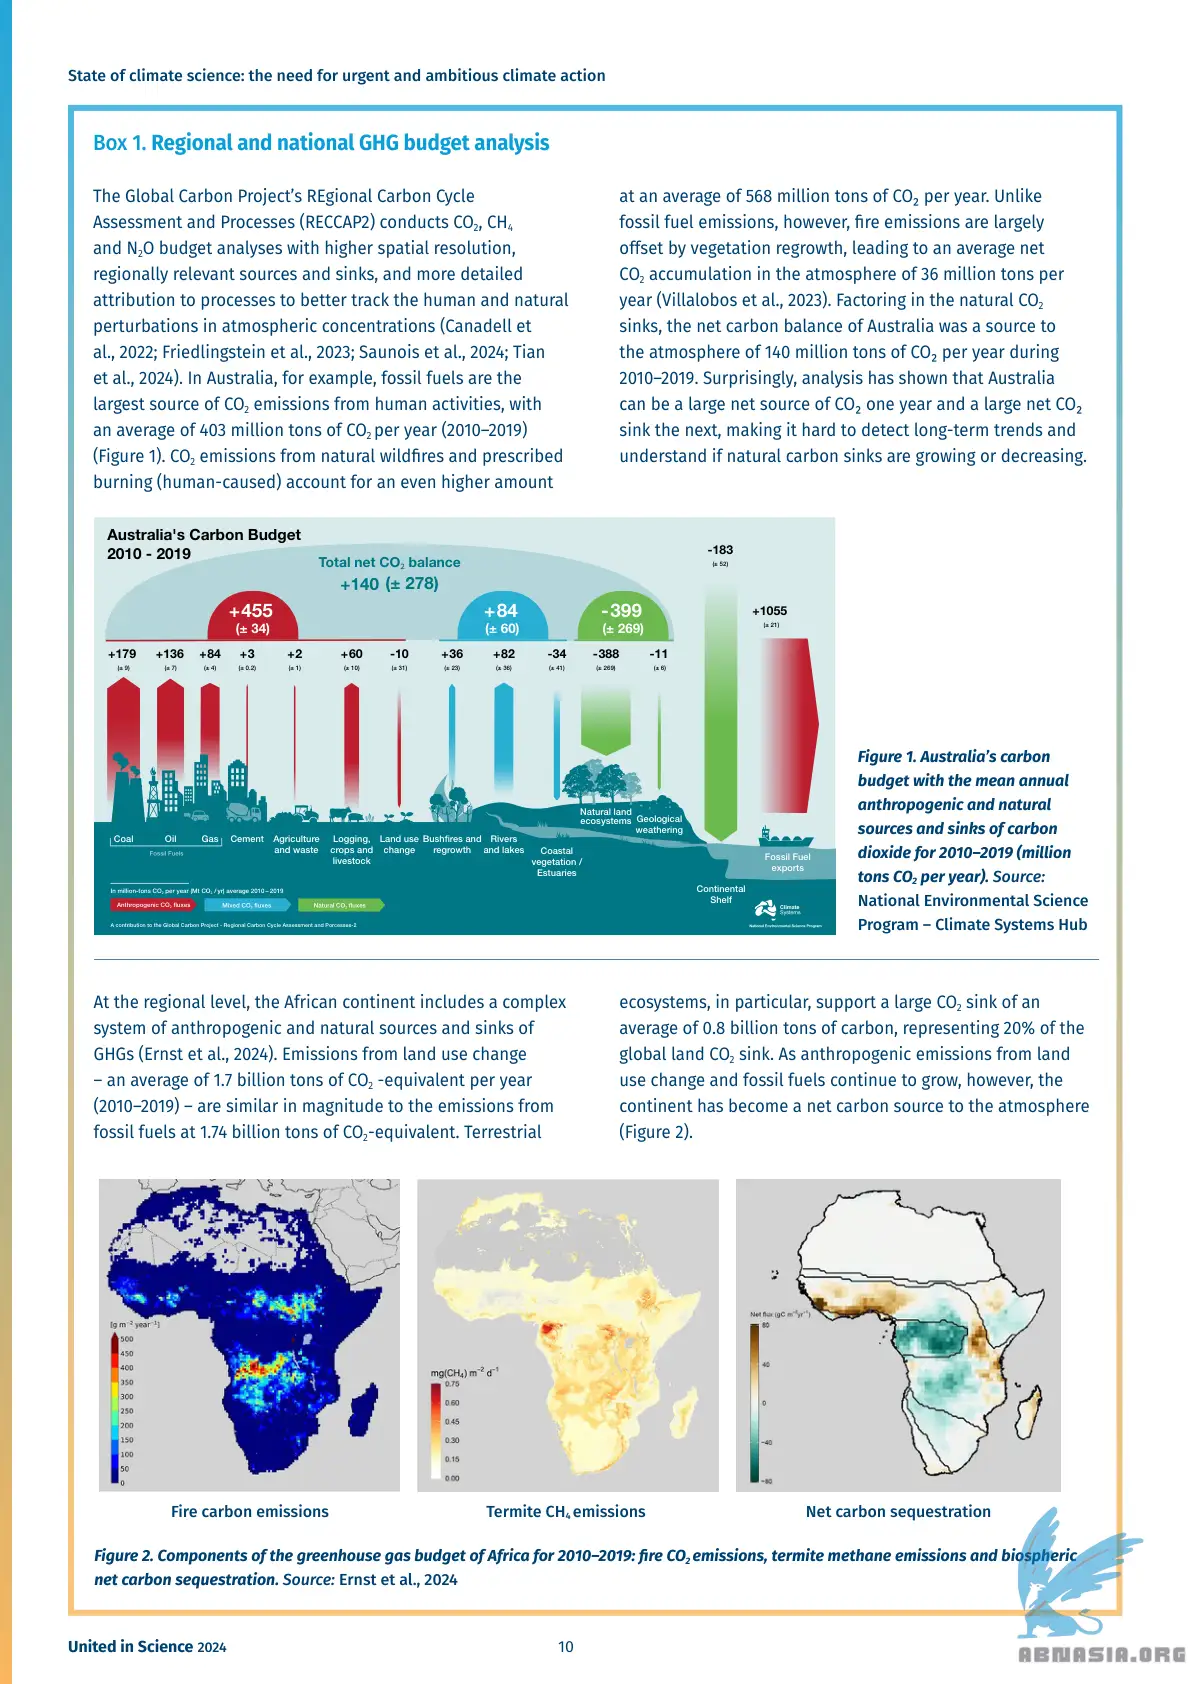 State of climate science: the need for urgent and ambitious climate action
Box 1. Regional and national GHG budget analysis
The Global Carbon Project’s REgional Carbon Cycle
Assessment and Processes (RECCAP2) conducts CO₂, CH₄
and N₂O budget analyses with higher spatial resolution,
regionally relevant sources and sinks, and more detailed
attribution to processes to better track the human and natural
perturbations in atmospheric concentrations (Canadell et
al., 2022; Friedlingstein et al., 2023; Saunois et al., 2024; Tian
et al., 2024). In Australia, for example, fossil fuels are the
largest source of CO₂ emissions from human activities, with
an average of 403 million tons of CO₂ per year (2010–2019)
(Figure 1). CO₂ emissions from natural wildfires and prescribed
burning (human-caused) account for an even higher amount
at an average of 568 million tons of CO₂ per year. Unlike
fossil fuel emissions, however, fire emissions are largely
offset by vegetation regrowth, leading to an average net
CO₂ accumulation in the atmosphere of 36 million tons per
year (Villalobos et al., 2023). Factoring in the natural CO₂
sinks, the net carbon balance of Australia was a source to
the atmosphere of 140 million tons of CO₂ per year during
2010–2019. Surprisingly, analysis has shown that Australia
can be a large net source of CO₂ one year and a large net CO₂
sink the next, making it hard to detect long-term trends and
understand if natural carbon sinks are growing or decreasing.
Australia's Carbon Budget
2010 - 2019
Total net CO₂ balance
+140 (± 278)
+455
(± 34)
+84
(± 60)
-399
(± 269)
-183
(± 52)
+1055
(± 21)
+179 +136 +84 +3 +2 +60 -10 +36 +82 -34 -388 -11
(± 9) (± 7) (± 4) (± 0.2) (± 1) (± 10) (± 31) (± 23) (± 36) (± 41) (± 269) (± 6)
Coal Oil Gas
Fossil Fuels
Cement
Agriculture
and waste
Logging,
crops and
livestock
Land use
change
Bushfires and
regrowth
Rivers
and lakes
Coastal
vegetation /
Estuaries
Natural land
ecosystems
Geological
weathering
Continental
Shelf
Fossil Fuel
exports
In million-tons CO₂ per year (Mt CO₂ / yr) average 2010 – 2019
Anthropogenic CO₂ fluxes
Mixed CO₂ fluxes
Natural CO₂ fluxes
A contribution to the Global Carbon Project - Regional Carbon Cycle Assessment and Porcesses-2
Climate
Systems
National Environmental Science Program
Figure 1. Australia’s carbon
budget with the mean annual
anthropogenic and natural
sources and sinks of carbon
dioxide for 2010–2019 (million
tons CO₂ per year). Source:
National Environmental Science
Program – Climate Systems Hub
At the regional level, the African continent includes a complex
system of anthropogenic and natural sources and sinks of
GHGs (Ernst et al., 2024). Emissions from land use change
– an average of 1.7 billion tons of CO₂ -equivalent per year
(2010–2019) – are similar in magnitude to the emissions from
fossil fuels at 1.74 billion tons of CO₂-equivalent. Terrestrial
ecosystems, in particular, support a large CO₂ sink of an
average of 0.8 billion tons of carbon, representing 20% of the
global land CO₂ sink. As anthropogenic emissions from land
use change and fossil fuels continue to grow, however, the
continent has become a net carbon source to the atmosphere
(Figure 2).
[g m⁻² year⁻¹]
500
450
400
350
300
250
200
150
100
50
0
mg(CH₄) m⁻² d⁻¹
0.75
0.60
0.45
0.30
0.15
0.00
Net flux (gC m⁻²yr⁻¹)
80
40
0
−40
−80
Fire carbon emissions
Termite CH₄ emissions
Net carbon sequestration
Figure 2. Components of the greenhouse gas budget of Africa for 2010–2019: fire CO₂ emissions, termite methane emissions and biospheric
net carbon sequestration. Source: Ernst et al., 2024
United in Science 2024
10
ABNASIA.ORG